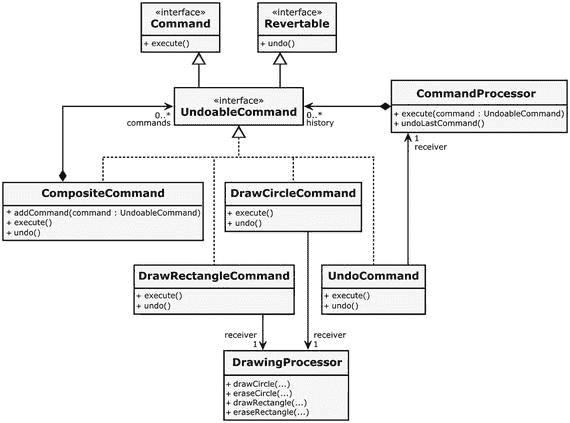 «interface»
Command
+ execute()
«interface»
Revertable
+ undo()
«interface»
UndoableCommand
0..*
commands
0..*
history
CommandProcessor
+ execute(command : UndoableCommand)
+ undoLastCommand()
1
receiver
CompositeCommand
+ addCommand(command : UndoableCommand)
+ execute()
+ undo()
DrawCircleCommand
+ execute()
+ undo()
DrawRectangleCommand
+ execute()
+ undo()
UndoCommand
+ execute()
+ undo()
receiver
1
receiver
1
DrawingProcessor
+ drawCircle(...)
+ eraseCircle(...)
+ drawRectangle(...)
+ eraseRectangle(...)